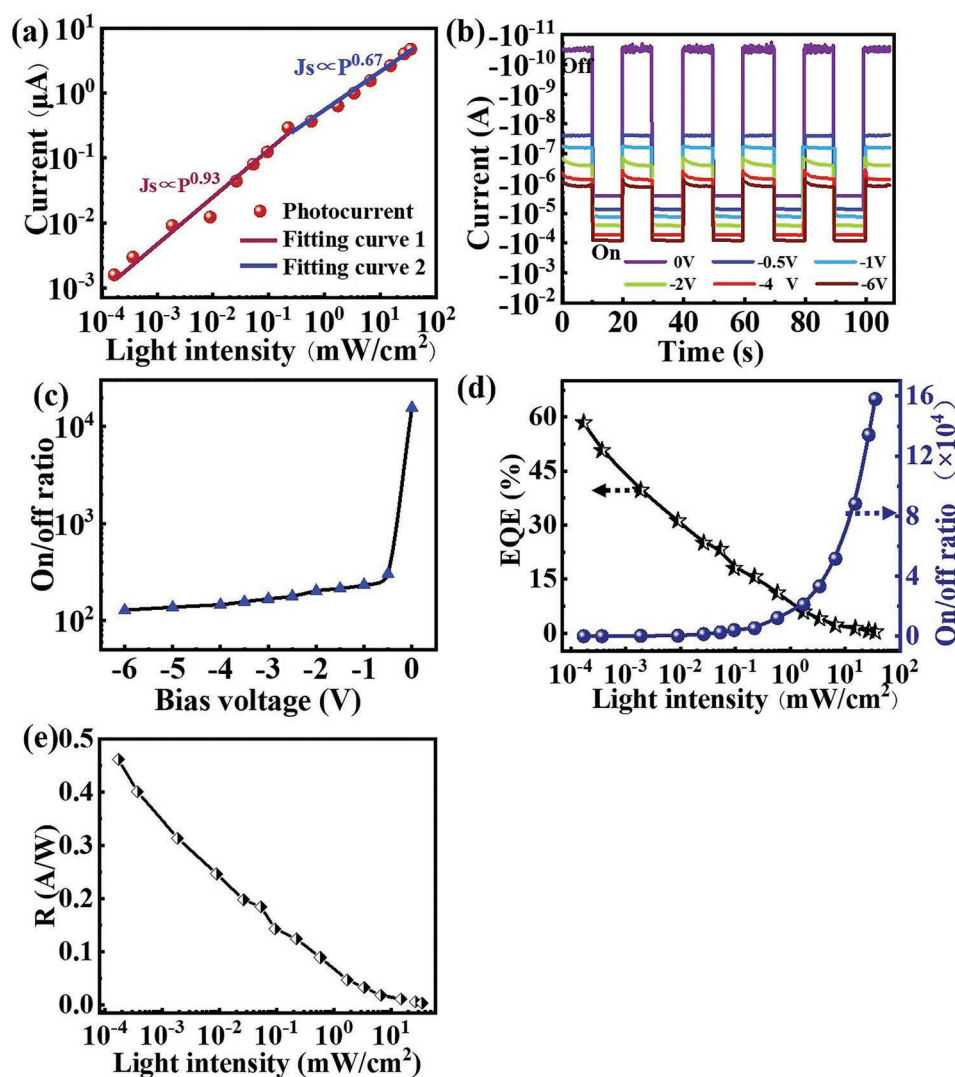 (a)
Current (μA)
10¹
10⁰
10⁻¹
10⁻²
10⁻³
Js∝P^0.67
Js∝P^0.93
Photocurrent
Fitting curve 1
Fitting curve 2
10⁻⁴ 10⁻³ 10⁻² 10⁻¹ 10⁰ 10¹ 10²
Light intensity (mW/cm²)
(b)
Current (A)
-10⁻¹¹
-10⁻¹⁰
-10⁻⁹
-10⁻⁸
-10⁻⁷
-10⁻⁶
-10⁻⁵
-10⁻⁴
-10⁻³
-10⁻²
Off
On
0V -0.5V -1V
-2V -4 V -6V
0 20 40 60 80 100
Time (s)
(c)
On/off ratio
10⁴
10³
10²
-6 -5 -4 -3 -2 -1 0
Bias voltage (V)
(d)
EQE (%)
60
45
30
15
0
16
12
8
4
0
On/off ratio (×10⁴)
10⁻⁴ 10⁻³ 10⁻² 10⁻¹ 10⁰ 10¹ 10²
Light intensity (mW/cm²)
(e)
R (A/W)
0.5
0.4
0.3
0.2
0.1
0.0
10⁻⁴ 10⁻³ 10⁻² 10⁻¹ 10⁰ 10¹
Light intensity (mW/cm²)